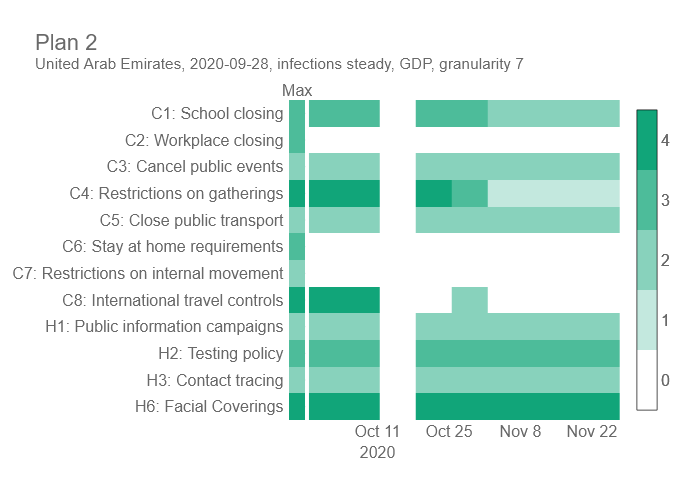 Plan 2
United Arab Emirates, 2020-09-28, infections steady, GDP, granularity 7
Max
C1: School closing
C2: Workplace closing
C3: Cancel public events
C4: Restrictions on gatherings
C5: Close public transport
C6: Stay at home requirements
C7: Restrictions on internal movement
C8: International travel controls
H1: Public information campaigns
H2: Testing policy
H3: Contact tracing
H6: Facial Coverings
Oct 11 Oct 25 Nov 8 Nov 22
2020
4
3
2
1
0